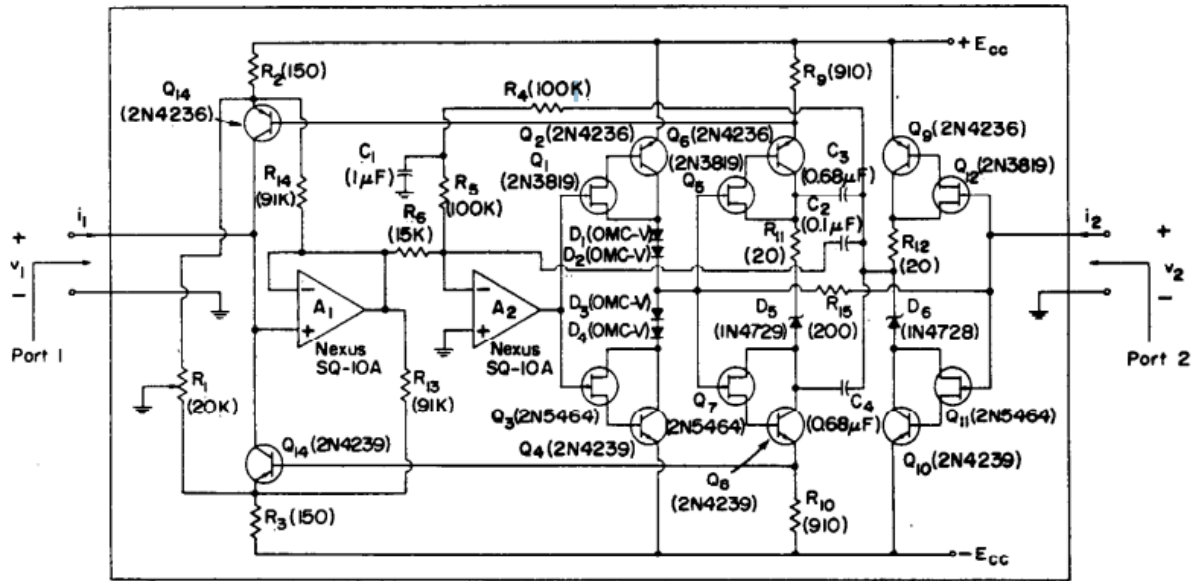 + E_cc
R2(150)
R9(910)
Q14
(2N4236)
R4(100K)
Q2(2N4236)
Q6(2N4236)
Q9(2N4236)
C1
(1µF)
Q1
(2N3819)
(2N3819)
C3
(0.68µF)
Q12(2N3819)
R14
(91K)
R5
(100K)
Q5
C2
(0.1µF)
i1
R6
(15K)
D1(OMC-V)
D2(OMC-V)
R11
(20)
R12
(20)
i2
+
v1
-
+
v2
-
-
A1
+
-
A2
+
D3(OMC-V)
D4(OMC-V)
D5
(1N4729)
R15
(200)
D6
(1N4728)
Port 1
Nexus
SQ-10A
Nexus
SQ-10A
Port 2
R1
(20K)
R13
(91K)
Q7
C4
(0.68µF)
Q3(2N5464)
(2N5464)
Q11(2N5464)
Q14(2N4239)
Q4(2N4239)
Q8
(2N4239)
Q10(2N4239)
R3(150)
R10
(910)
-E_cc